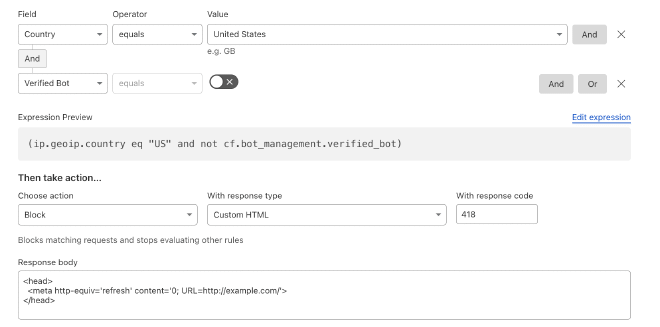 Field Operator Value
Country equals United States And
e.g. GB
And
Verified Bot equals And Or
Expression Preview Edit expression
(ip.geoip.country eq "US" and not cf.bot_management.verified_bot)
Then take action...
Choose action With response type With response code
Block Custom HTML 418
Blocks matching requests and stops evaluating other rules
Response body
<head>
<meta http-equiv='refresh' content='0; URL=http://example.com/'>
</head>